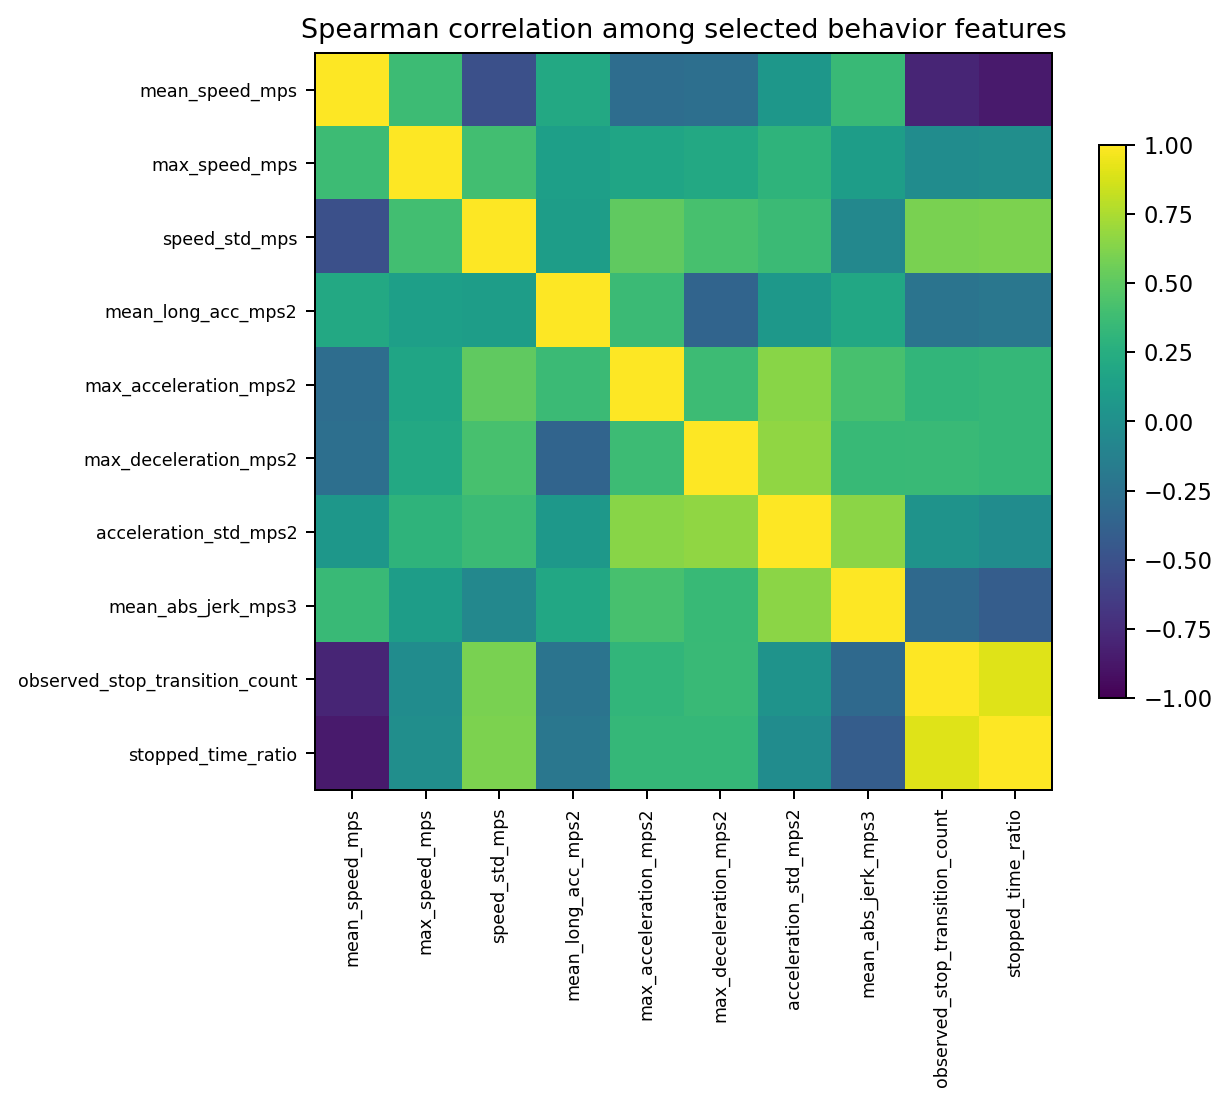 Spearman correlation among selected behavior features
mean_speed_mps
max_speed_mps
speed_std_mps
mean_long_acc_mps2
max_acceleration_mps2
max_deceleration_mps2
acceleration_std_mps2
mean_abs_jerk_mps3
observed_stop_transition_count
stopped_time_ratio
mean_speed_mps
max_speed_mps
speed_std_mps
mean_long_acc_mps2
max_acceleration_mps2
max_deceleration_mps2
acceleration_std_mps2
mean_abs_jerk_mps3
observed_stop_transition_count
stopped_time_ratio
1.00
0.75
0.50
0.25
0.00
−0.25
−0.50
−0.75
−1.00